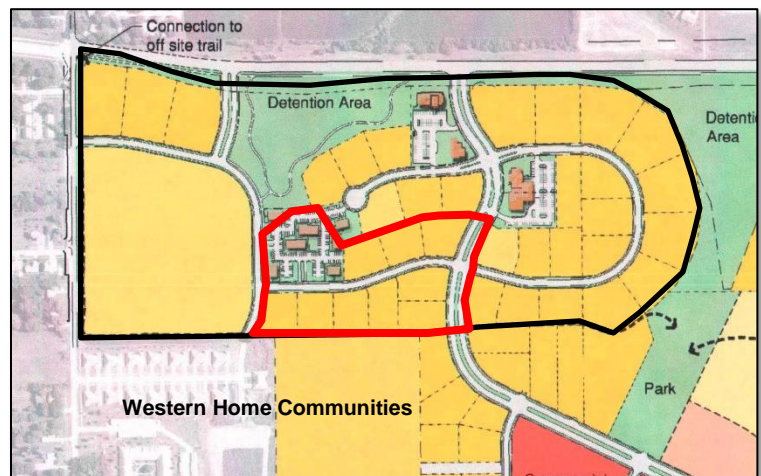 Connection to
off site trail
Detention Area
Detenti
Area
Western Home Communities
Park